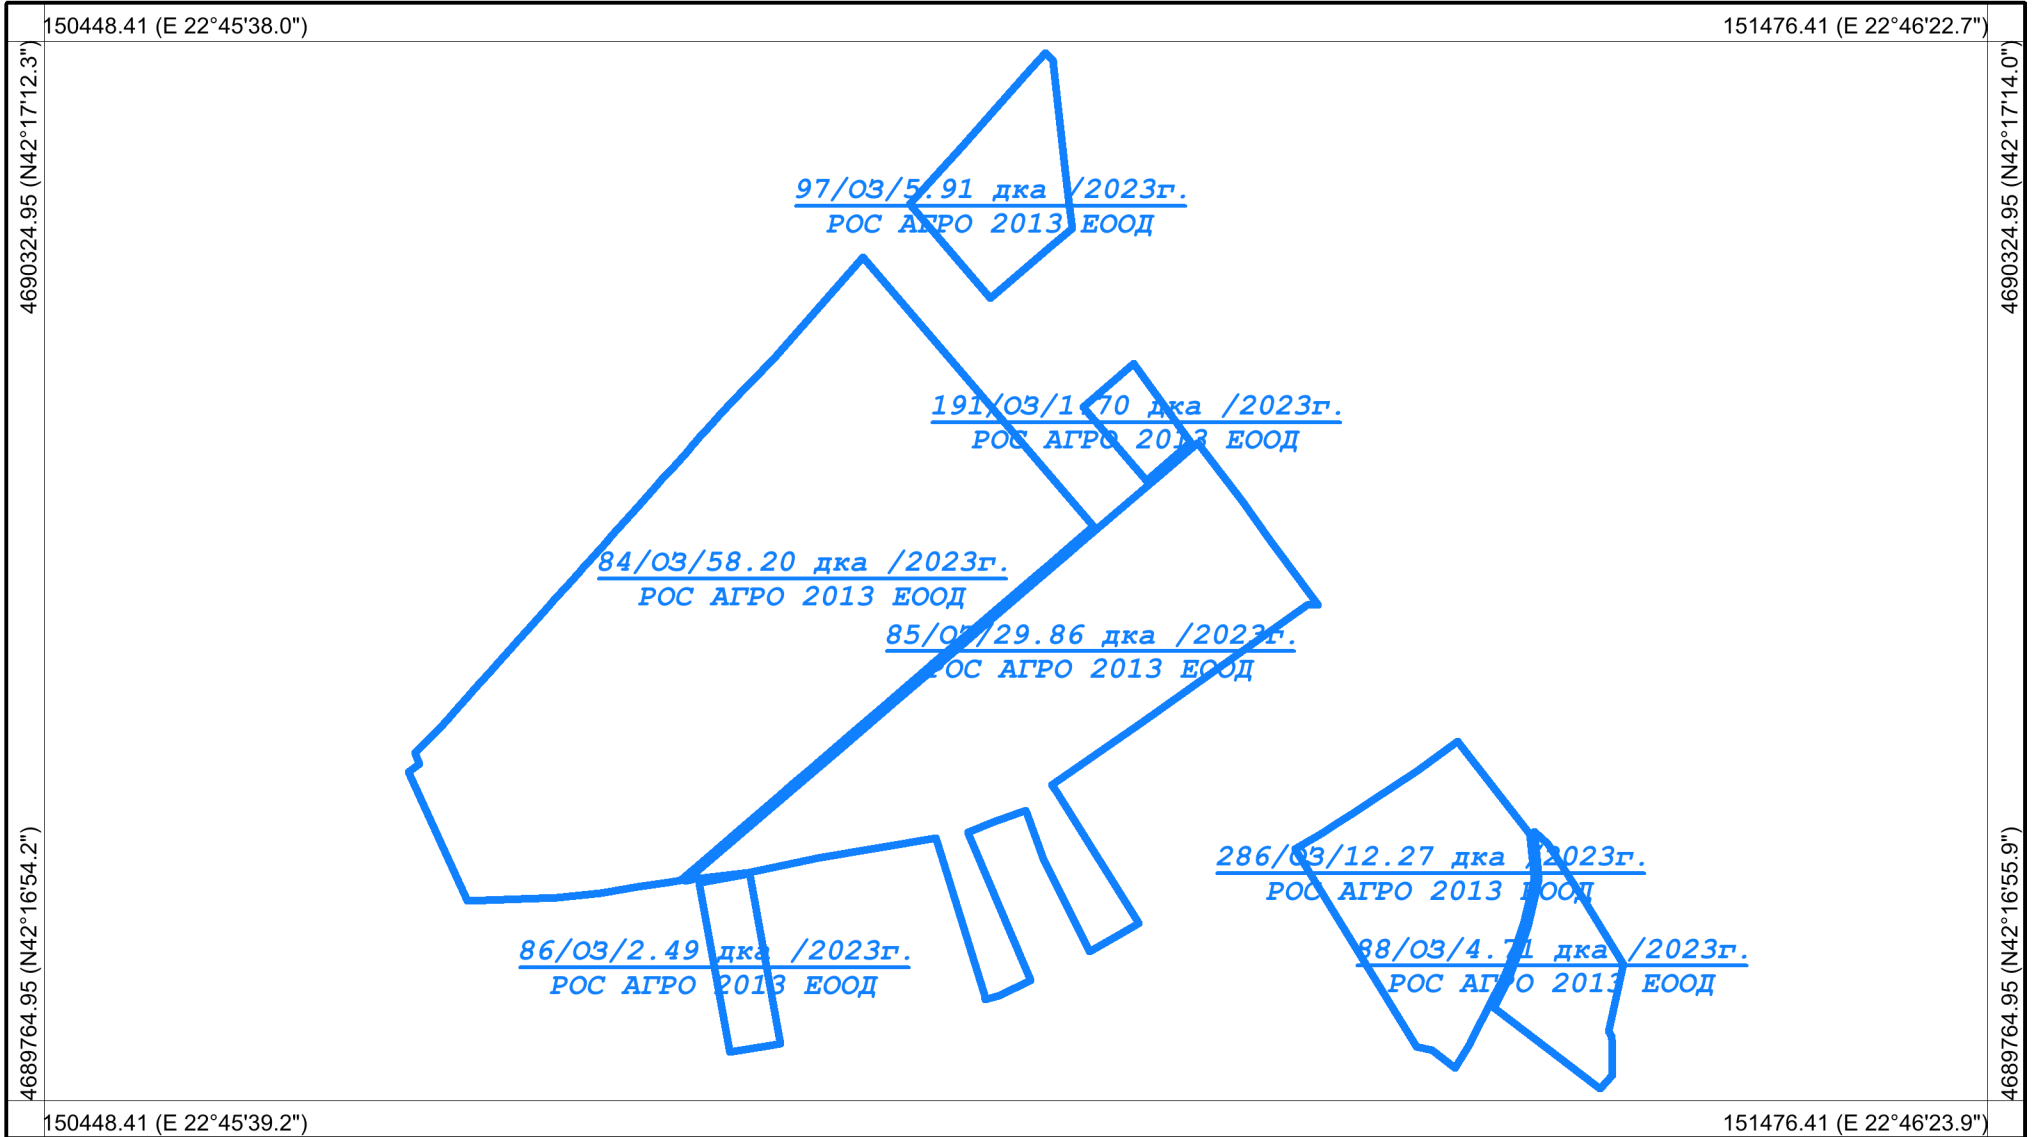 150448.41 (E 22°45'38.0")
151476.41 (E 22°46'22.7")
4690324.95 (N42°17'12.3")
4690324.95 (N42°17'14.0")
97/ОЗ/5.91 дка /2023г.
РОС АГРО 2013 ЕООД
191/ОЗ/1.70 дка /2023г.
РОС АГРО 2013 ЕООД
84/ОЗ/58.20 дка /2023г.
РОС АГРО 2013 ЕООД
85/ОЗ/29.86 дка /2023г.
РОС АГРО 2013 ЕООД
286/ОЗ/12.27 дка /2023г.
РОС АГРО 2013 ЕООД
86/ОЗ/2.49 дка /2023г.
РОС АГРО 2013 ЕООД
88/ОЗ/4.71 дка /2023г.
РОС АГРО 2013 ЕООД
4689764.95 (N42°16'54.2")
4689764.95 (N42°16'55.9")
150448.41 (E 22°45'39.2")
151476.41 (E 22°46'23.9")